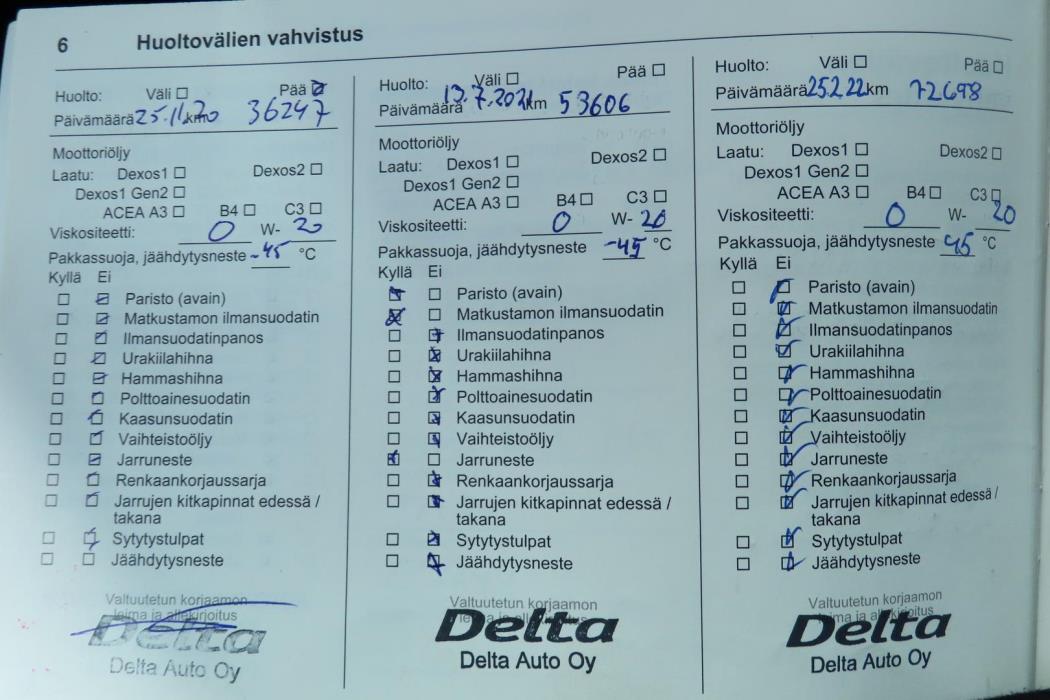 6 Huoltovälien vahvistus
Huolto: Väli Pää
Päivämäärä 25.11.20 km 36247
Moottoriöljy
Laatu: Dexos1 Dexos2
Dexos1 Gen2
ACEA A3 B4 C3
Viskositeetti: 0 W- 20
Pakkassuoja, jäähdytysneste -45 °C
Kyllä Ei
Paristo (avain)
Matkustamon ilmansuodatin
Ilmansuodatinpanos
Urakiilahihna
Hammashihna
Polttoainesuodatin
Kaasunsuodatin
Vaihteistoöljy
Jarruneste
Renkaankorjaussarja
Jarrujen kitkapinnat edessä /
takana
Sytytystulpat
Jäähdytysneste
Valtuutetun korjaamon
leima ja allekirjoitus
Delta
Delta Auto Oy
Huolto: Väli Pää
Päivämäärä 13.7.2021 km 53606
Moottoriöljy
Laatu: Dexos1 Dexos2
Dexos1 Gen2
ACEA A3 B4 C3
Viskositeetti: 0 W- 20
Pakkassuoja, jäähdytysneste -45 °C
Kyllä Ei
Paristo (avain)
Matkustamon ilmansuodatin
Ilmansuodatinpanos
Urakiilahihna
Hammashihna
Polttoainesuodatin
Kaasunsuodatin
Vaihteistoöljy
Jarruneste
Renkaankorjaussarja
Jarrujen kitkapinnat edessä /
takana
Sytytystulpat
Jäähdytysneste
Valtuutetun korjaamon
leima ja allekirjoitus
Delta
Delta Auto Oy
Huolto: Väli Pää
Päivämäärä 25.2.22 km 72698
Moottoriöljy
Laatu: Dexos1 Dexos2
Dexos1 Gen2
ACEA A3 B4 C3
Viskositeetti: 0 W- 20
Pakkassuoja, jäähdytysneste 45 °C
Kyllä Ei
Paristo (avain)
Matkustamon ilmansuodatin
Ilmansuodatinpanos
Urakiilahihna
Hammashihna
Polttoainesuodatin
Kaasunsuodatin
Vaihteistoöljy
Jarruneste
Renkaankorjaussarja
Jarrujen kitkapinnat edessä /
takana
Sytytystulpat
Jäähdytysneste
Valtuutetun korjaamon
leima ja allekirjoitus
Delta
Delta Auto Oy